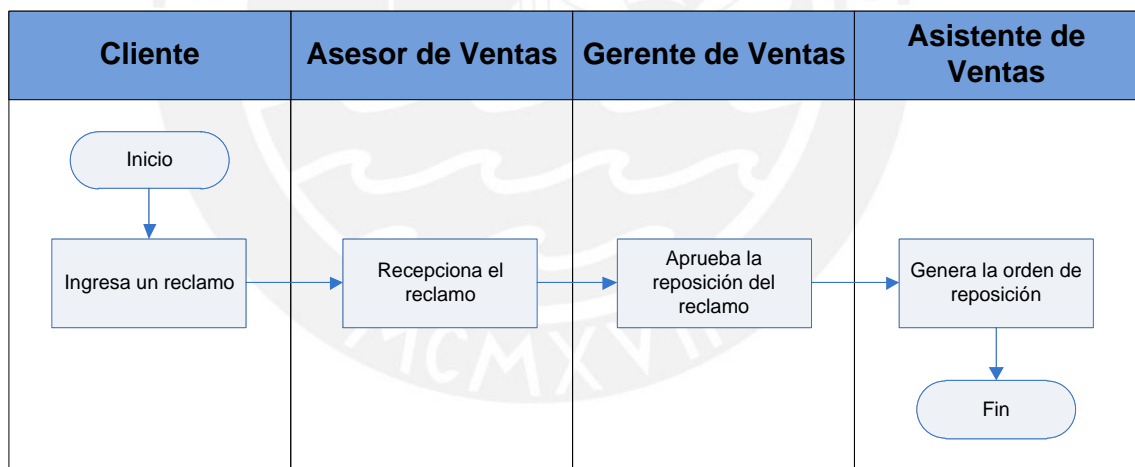 Cliente
Asesor de Ventas
Gerente de Ventas
Asistente de
Ventas
Inicio
Ingresa un reclamo
Recepciona el
reclamo
Aprueba la
reposición del
reclamo
Genera la orden de
reposición
Fin
MCMXVII